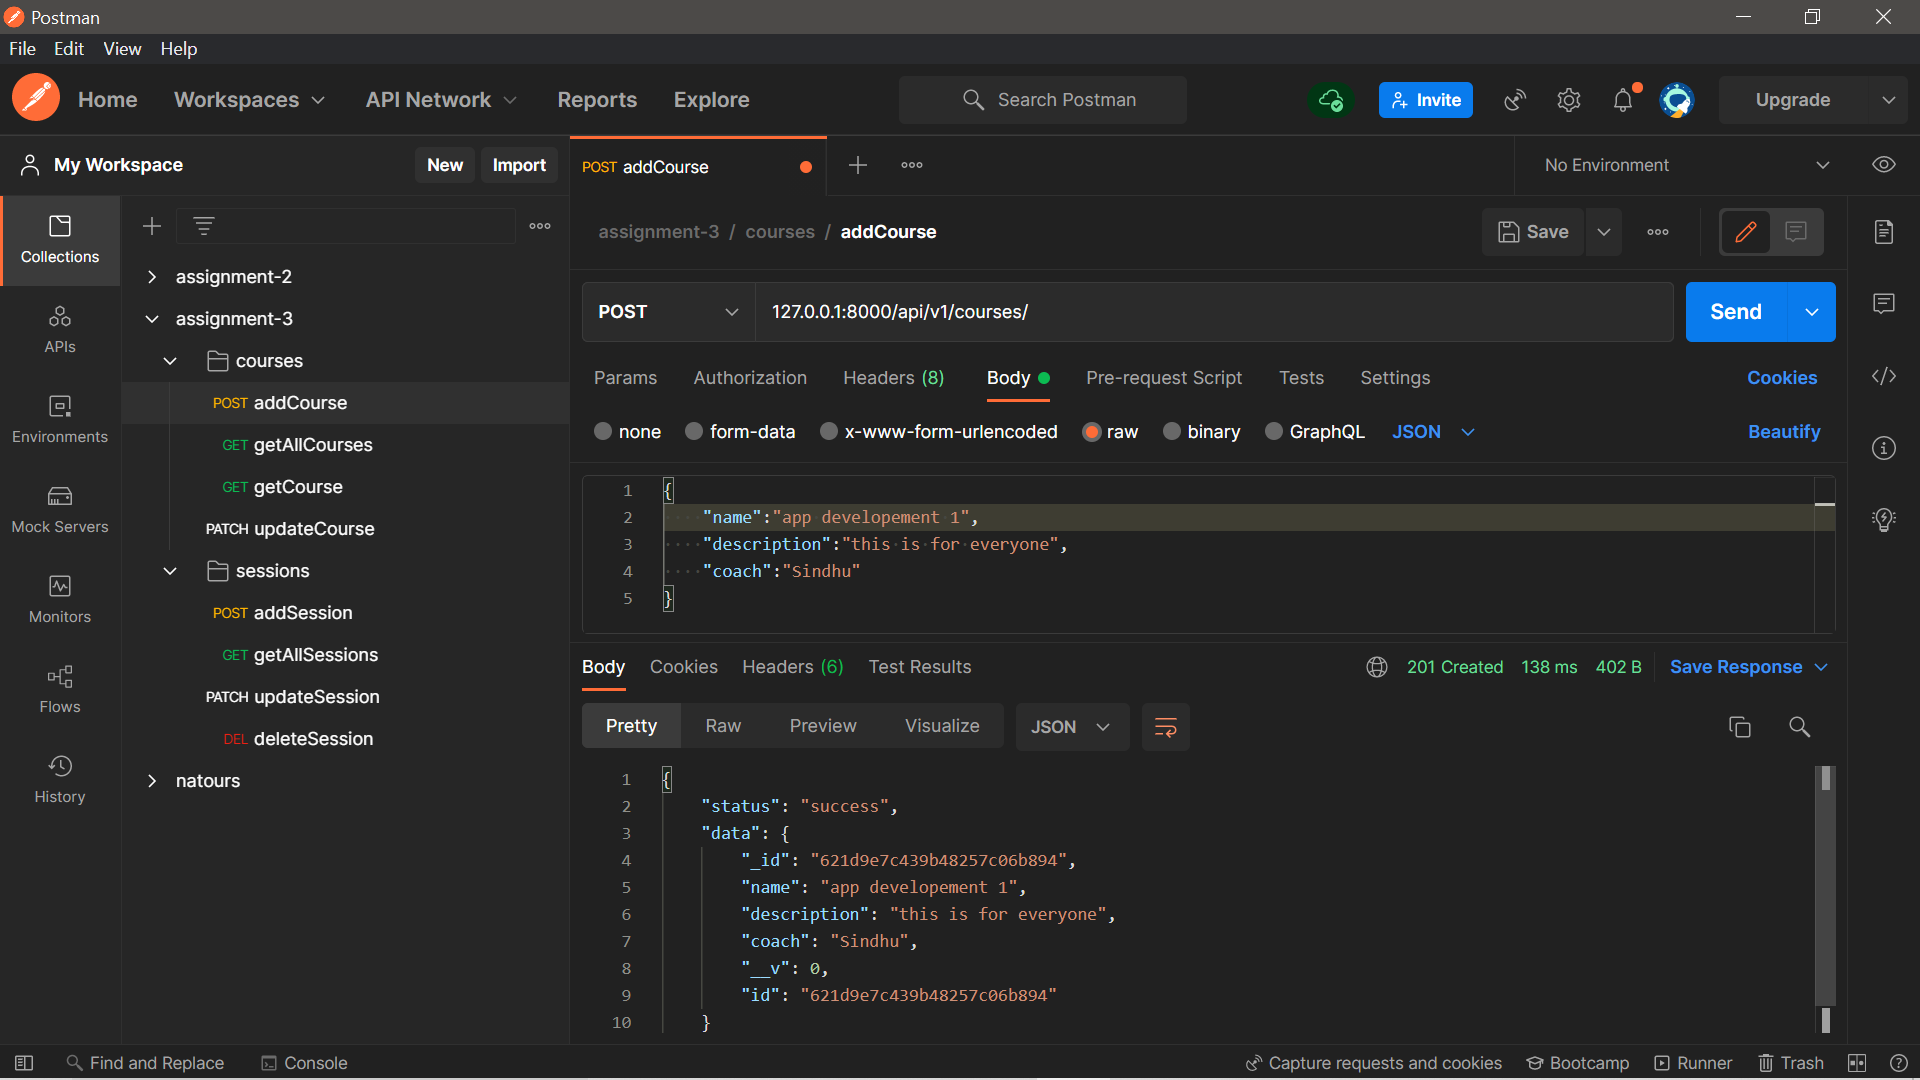 Postman
File Edit View Help
Home Workspaces API Network Reports Explore Search Postman Invite Upgrade
My Workspace New Import POST addCourse No Environment
Collections
APIs
Environments
Mock Servers
Monitors
Flows
History
assignment-2
assignment-3
courses
POST addCourse
GET getAllCourses
GET getCourse
PATCH updateCourse
sessions
POST addSession
GET getAllSessions
PATCH updateSession
DEL deleteSession
natours
assignment-3 / courses / addCourse Save
POST 127.0.0.1:8000/api/v1/courses/ Send
Params Authorization Headers (8) Body Pre-request Script Tests Settings Cookies
none form-data x-www-form-urlencoded raw binary GraphQL JSON Beautify
1 {
2 "name":"app developement 1",
3 "description":"this is for everyone",
4 "coach":"Sindhu"
5 }
Body Cookies Headers (6) Test Results 201 Created 138 ms 402 B Save Response
Pretty Raw Preview Visualize JSON
1 {
2 "status": "success",
3 "data": {
4 "_id": "621d9e7c439b48257c06b894",
5 "name": "app developement 1",
6 "description": "this is for everyone",
7 "coach": "Sindhu",
8 "__v": 0,
9 "id": "621d9e7c439b48257c06b894"
10 }
Find and Replace Console Capture requests and cookies Bootcamp Runner Trash